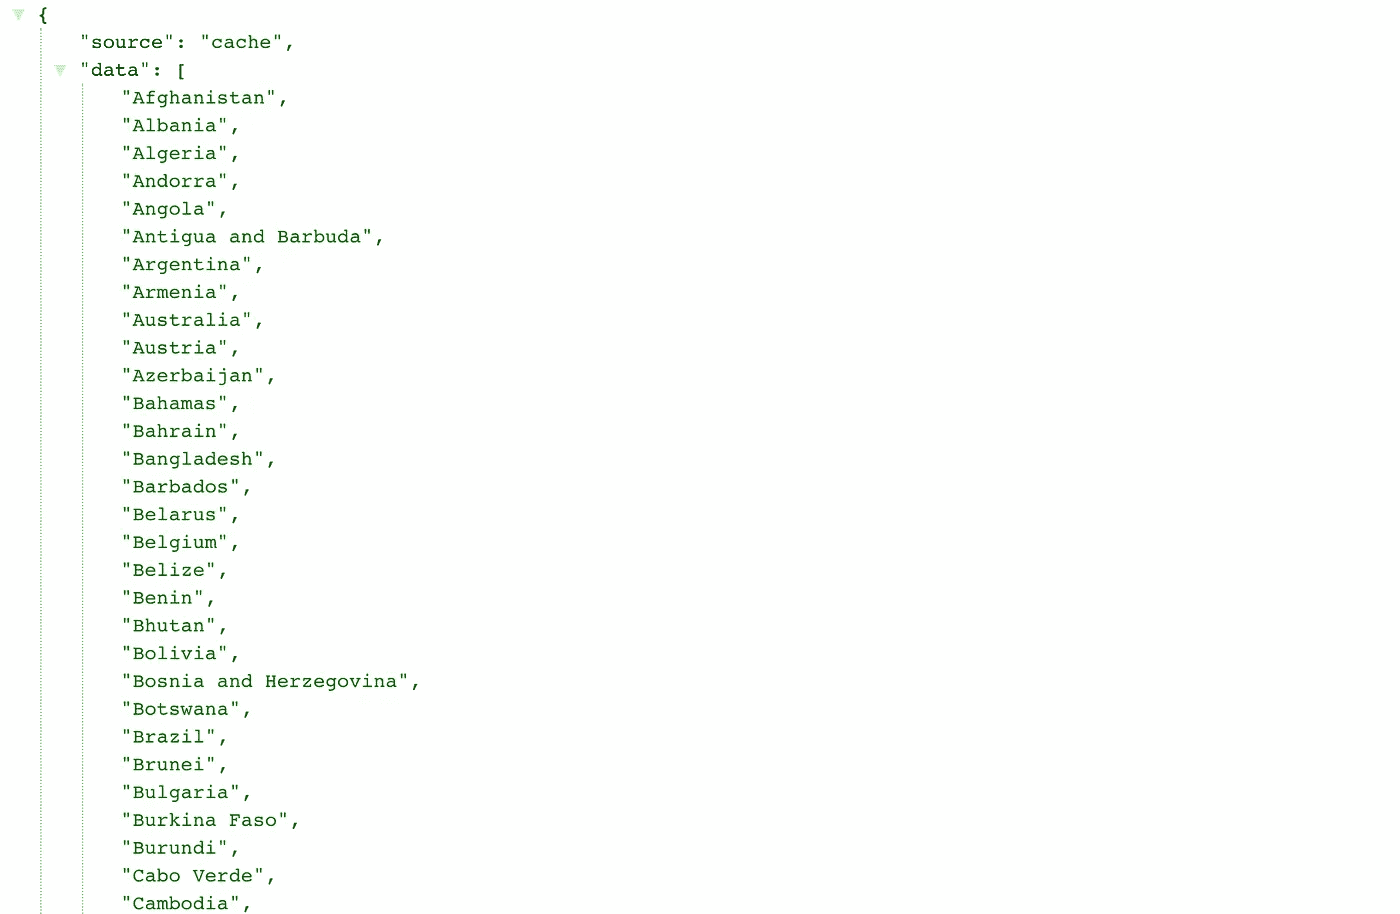 {
"source": "cache",
"data": [
"Afghanistan",
"Albania",
"Algeria",
"Andorra",
"Angola",
"Antigua and Barbuda",
"Argentina",
"Armenia",
"Australia",
"Austria",
"Azerbaijan",
"Bahamas",
"Bahrain",
"Bangladesh",
"Barbados",
"Belarus",
"Belgium",
"Belize",
"Benin",
"Bhutan",
"Bolivia",
"Bosnia and Herzegovina",
"Botswana",
"Brazil",
"Brunei",
"Bulgaria",
"Burkina Faso",
"Burundi",
"Cabo Verde",
"Cambodia",